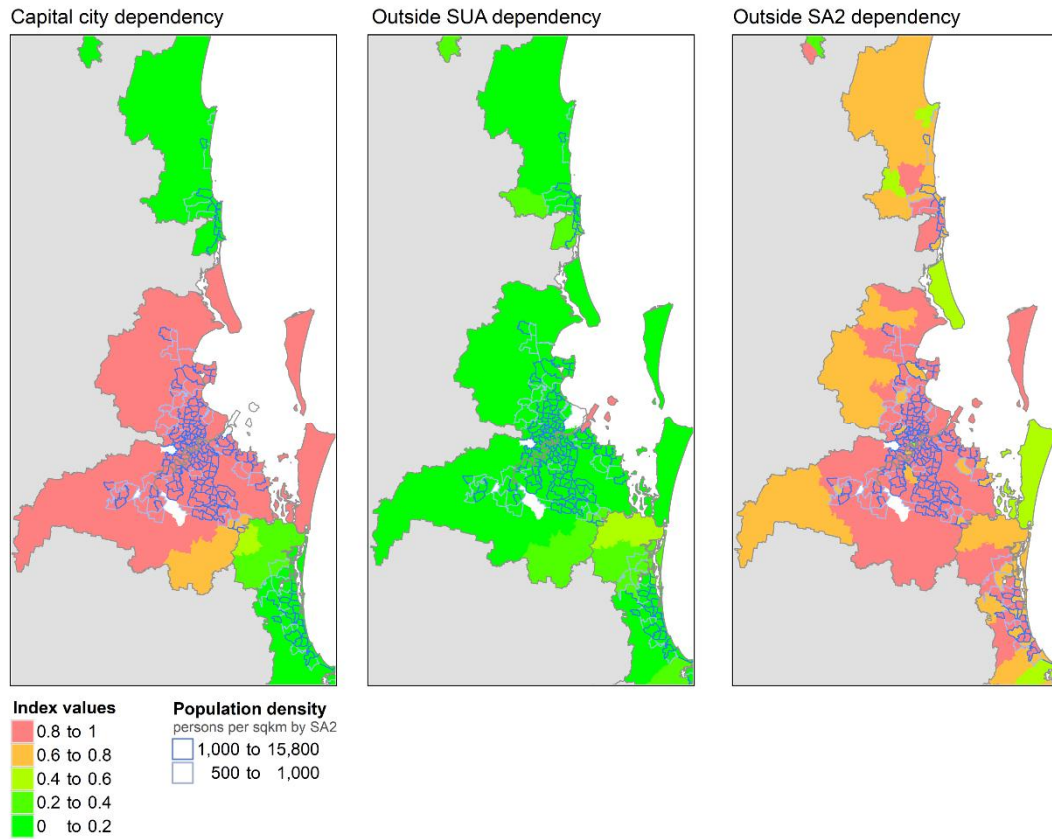 Capital city dependency
Outside SUA dependency
Outside SA2 dependency
Index values
0.8 to 1
0.6 to 0.8
0.4 to 0.6
0.2 to 0.4
0 to 0.2
Population density
persons per sqkm by SA2
1,000 to 15,800
500 to 1,000